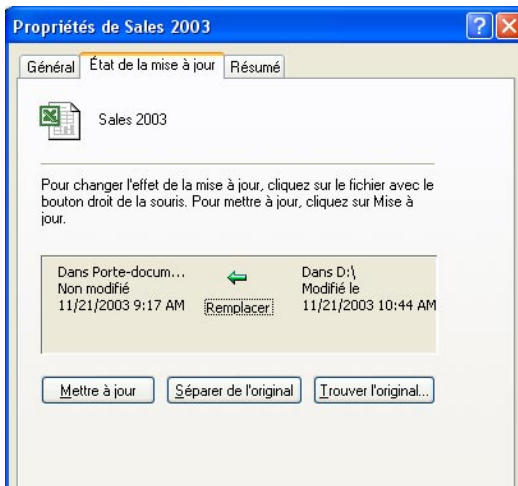 Propriétés de Sales 2003
Général État de la mise à jour Résumé
Sales 2003
Pour changer l'effet de la mise à jour, cliquez sur le fichier avec le
bouton droit de la souris. Pour mettre à jour, cliquez sur Mise à
jour.
Dans Porte-docum... Dans D:\
Non modifié Modifié le
11/21/2003 9:17 AM Remplacer 11/21/2003 10:44 AM
Mettre à jour Séparer de l'original Trouver l'original...